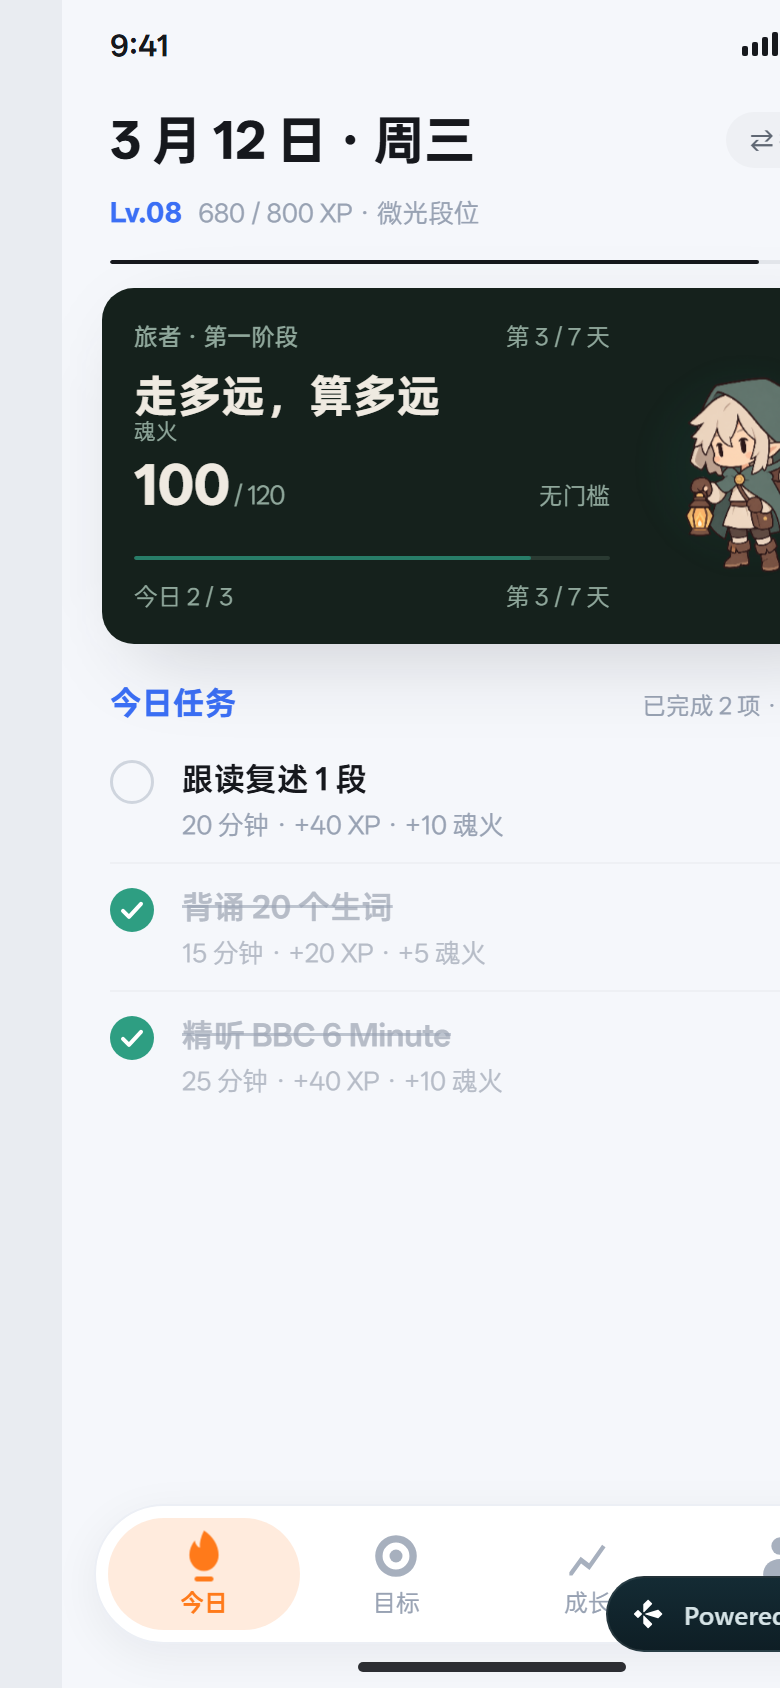 9:41
3 月 12 日 · 周三
Lv.08 680 / 800 XP · 微光段位
旅者 · 第一阶段 第 3 / 7 天
走多远，算多远
魂火
100 / 120 无门槛
今日 2 / 3 第 3 / 7 天
今日任务 已完成 2 项 ·
跟读复述 1 段
20 分钟 · +40 XP · +10 魂火
背诵 20 个生词
15 分钟 · +20 XP · +5 魂火
精听 BBC 6 Minute
25 分钟 · +40 XP · +10 魂火
今日 目标 成长
Powered